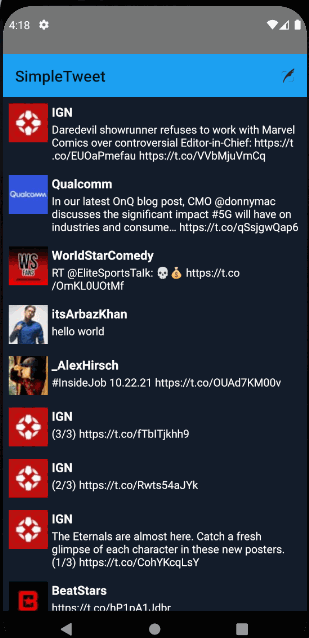 4:18
SimpleTweet
IGN
Daredevil showrunner refuses to work with Marvel
Comics over controversial Editor-in-Chief: https://t
.co/EUOaPmefau https://t.co/VVbMjuVmCq
Qualcomm
Qualcomm
In our latest OnQ blog post, CMO @donnymac
discusses the significant impact #5G will have on
industries and consume… https://t.co/qSsjgwQap6
WS
FANS
WorldStarComedy
RT @EliteSportsTalk: 💀💰 https://t.co
/OmKL0UOtMf
itsArbazKhan
hello world
_AlexHirsch
#InsideJob 10.22.21 https://t.co/OUAd7KM00v
IGN
(3/3) https://t.co/fTbITjkhh9
IGN
(2/3) https://t.co/Rwts54aJYk
IGN
The Eternals are almost here. Catch a fresh
glimpse of each character in these new posters.
(1/3) https://t.co/CohYKcqLsY
BeatStars
https://t.co/hP1pA1Jdbr